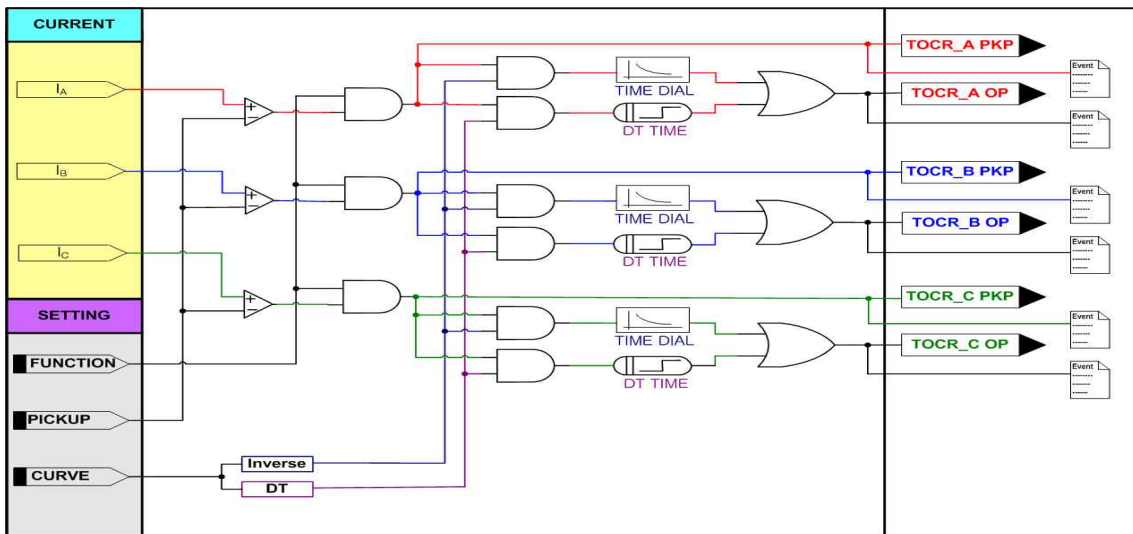 CURRENT
IA
IB
IC
SETTING
FUNCTION
PICKUP
CURVE
Inverse
DT
TIME DIAL
DT TIME
TIME DIAL
DT TIME
TIME DIAL
DT TIME
TOCR_A PKP
Event
TOCR_A OP
Event
TOCR_B PKP
Event
TOCR_B OP
Event
TOCR_C PKP
Event
TOCR_C OP
Event